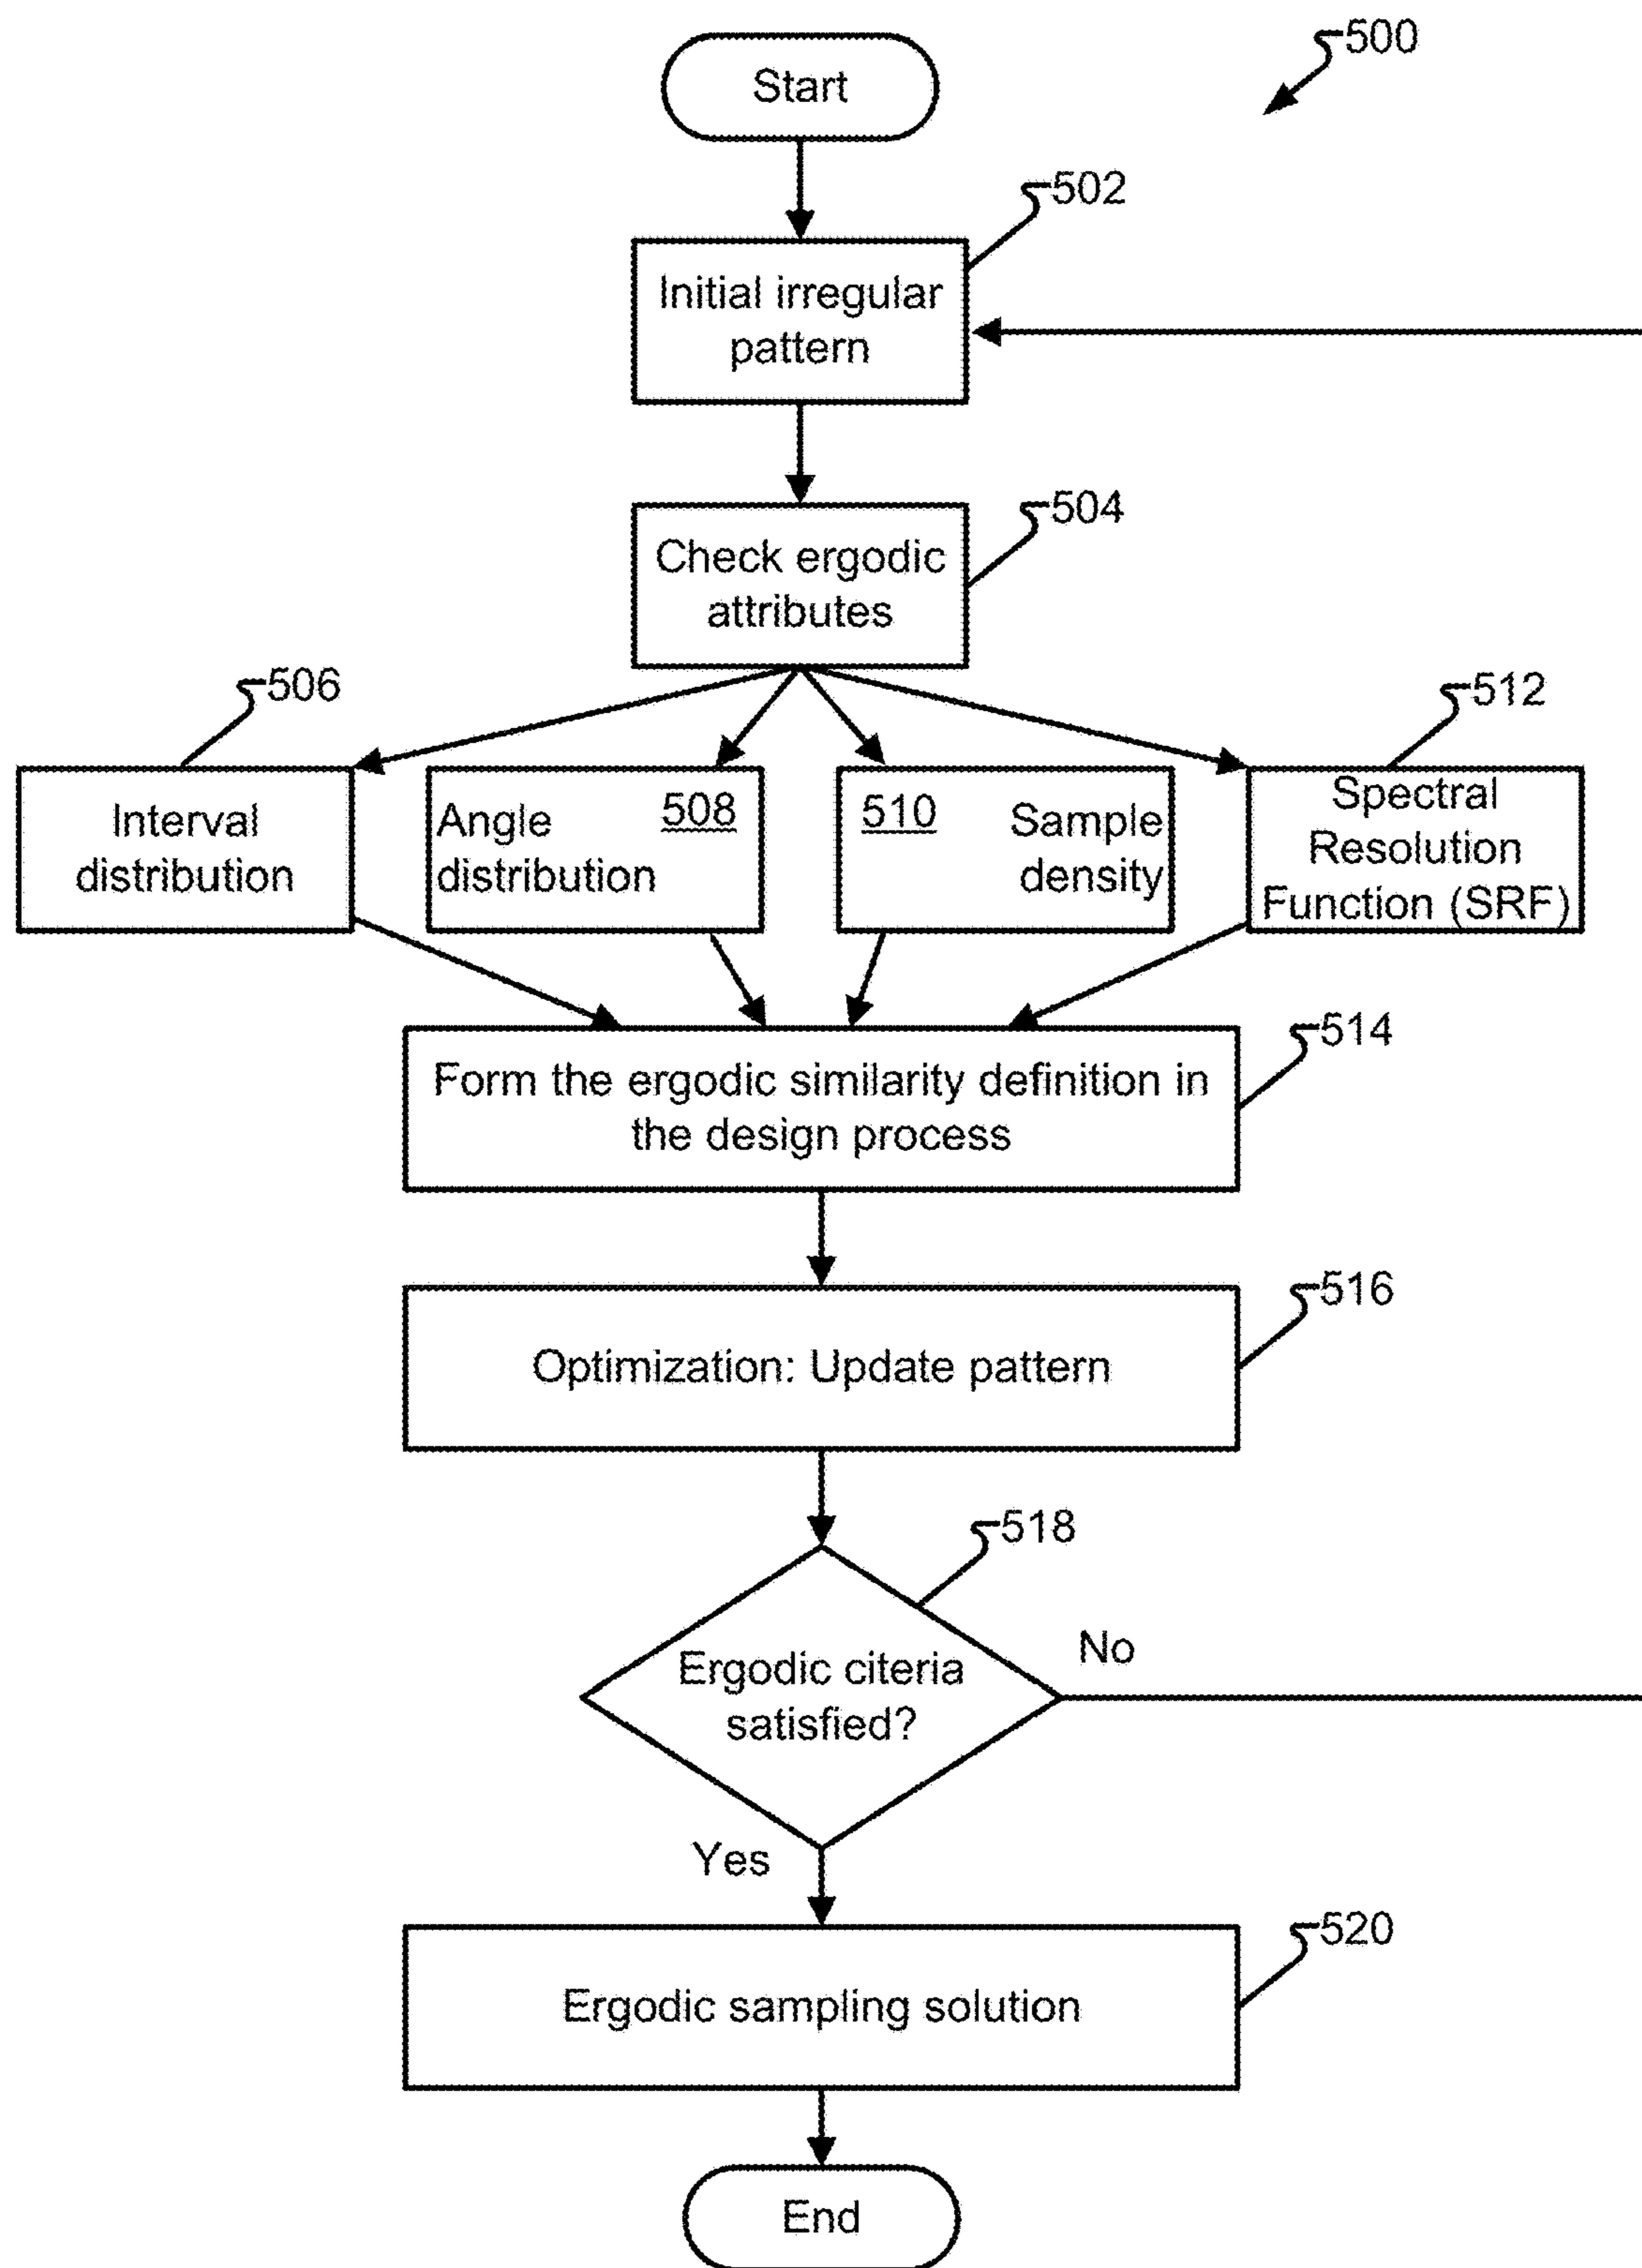 500
Start
502
Initial irregular
pattern
504
Check ergodic
attributes
506
512
Interval
distribution
Angle
distribution
508
510
Sample
density
Spectral
Resolution
Function (SRF)
514
Form the ergodic similarity definition in
the design process
516
Optimization: Update pattern
518
Ergodic citeria
satisfied?
No
Yes
520
Ergodic sampling solution
End